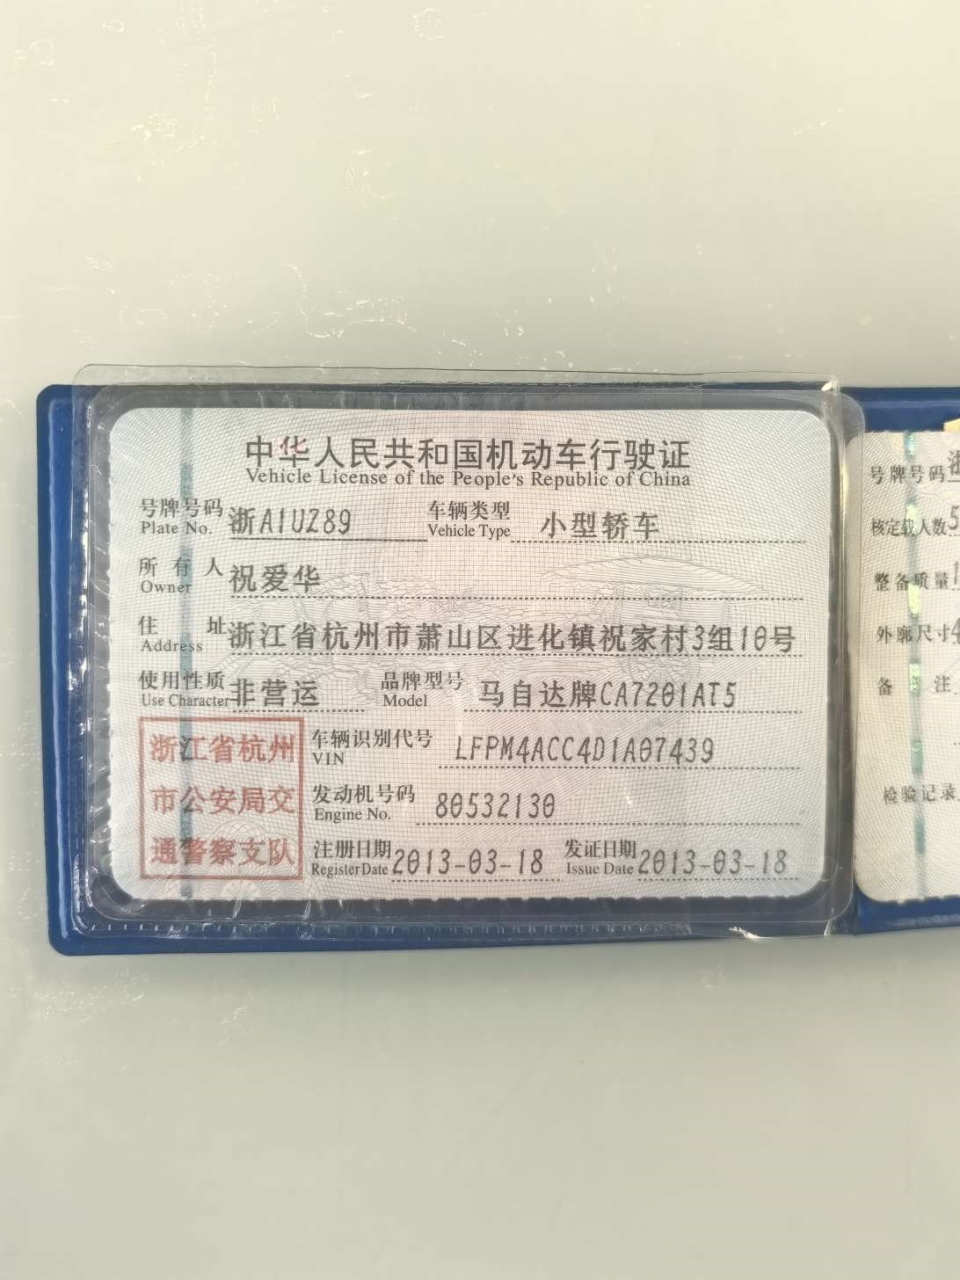 中华人民共和国机动车行驶证
Vehicle License of the People's Republic of China
号牌号码 浙A1UZ89 车辆类型 小型轿车
Plate No. Vehicle Type
所有人 祝爱华
Owner
住址 浙江省杭州市萧山区进化镇祝家村3组10号
Address
使用性质 非营运 品牌型号 马自达牌CA7201AT5
Use Character Model
浙江省杭州
市公安局交
通警察支队
车辆识别代号 LFPM4ACC4D1A07439
VIN
发动机号码 80532130
Engine No.
注册日期 2013-03-18 发证日期 2013-03-18
Register Date Issue Date
号牌号码 浙
核定载人数 5
整备质量 1
外廓尺寸 4
备注
检验记录